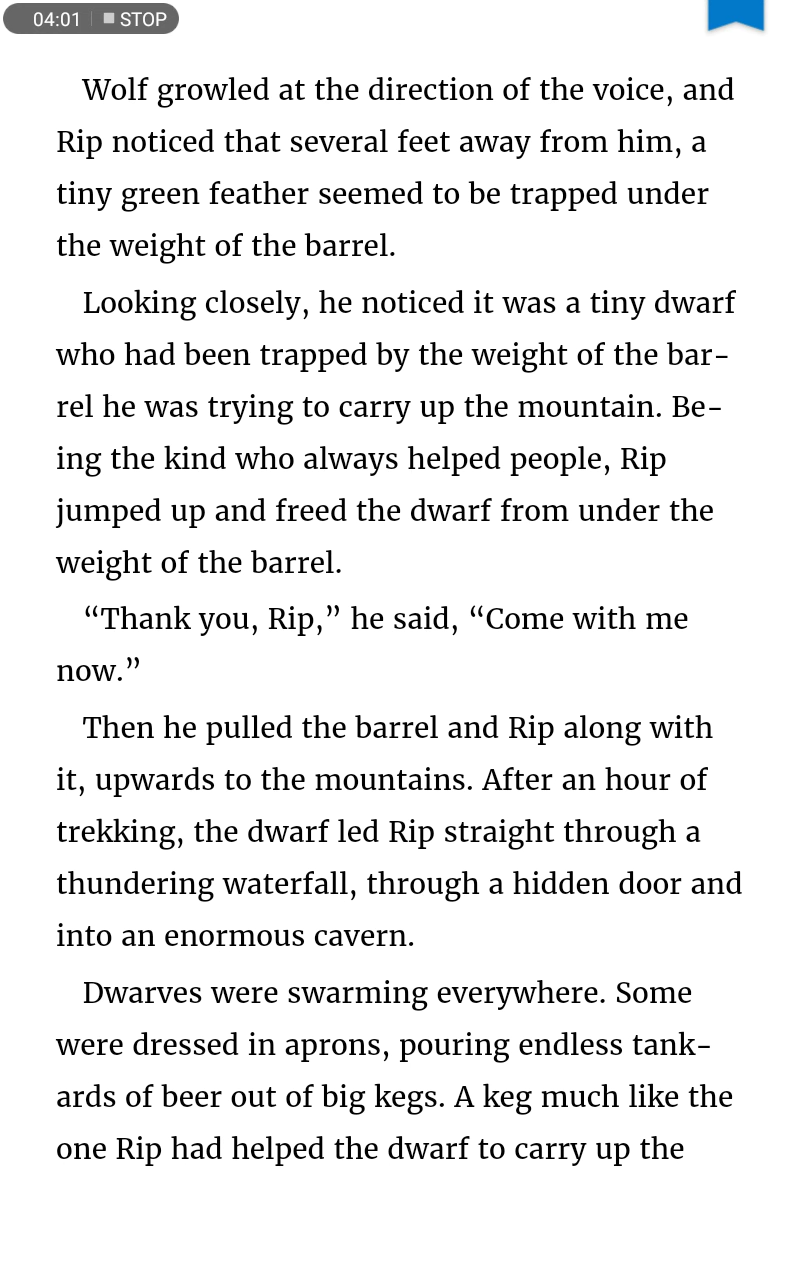 04:01 STOP
Wolf growled at the direction of the voice, and
Rip noticed that several feet away from him, a
tiny green feather seemed to be trapped under
the weight of the barrel.
Looking closely, he noticed it was a tiny dwarf
who had been trapped by the weight of the bar-
rel he was trying to carry up the mountain. Be-
ing the kind who always helped people, Rip
jumped up and freed the dwarf from under the
weight of the barrel.
“Thank you, Rip,” he said, “Come with me
now.”
Then he pulled the barrel and Rip along with
it, upwards to the mountains. After an hour of
trekking, the dwarf led Rip straight through a
thundering waterfall, through a hidden door and
into an enormous cavern.
Dwarves were swarming everywhere. Some
were dressed in aprons, pouring endless tank-
ards of beer out of big kegs. A keg much like the
one Rip had helped the dwarf to carry up the